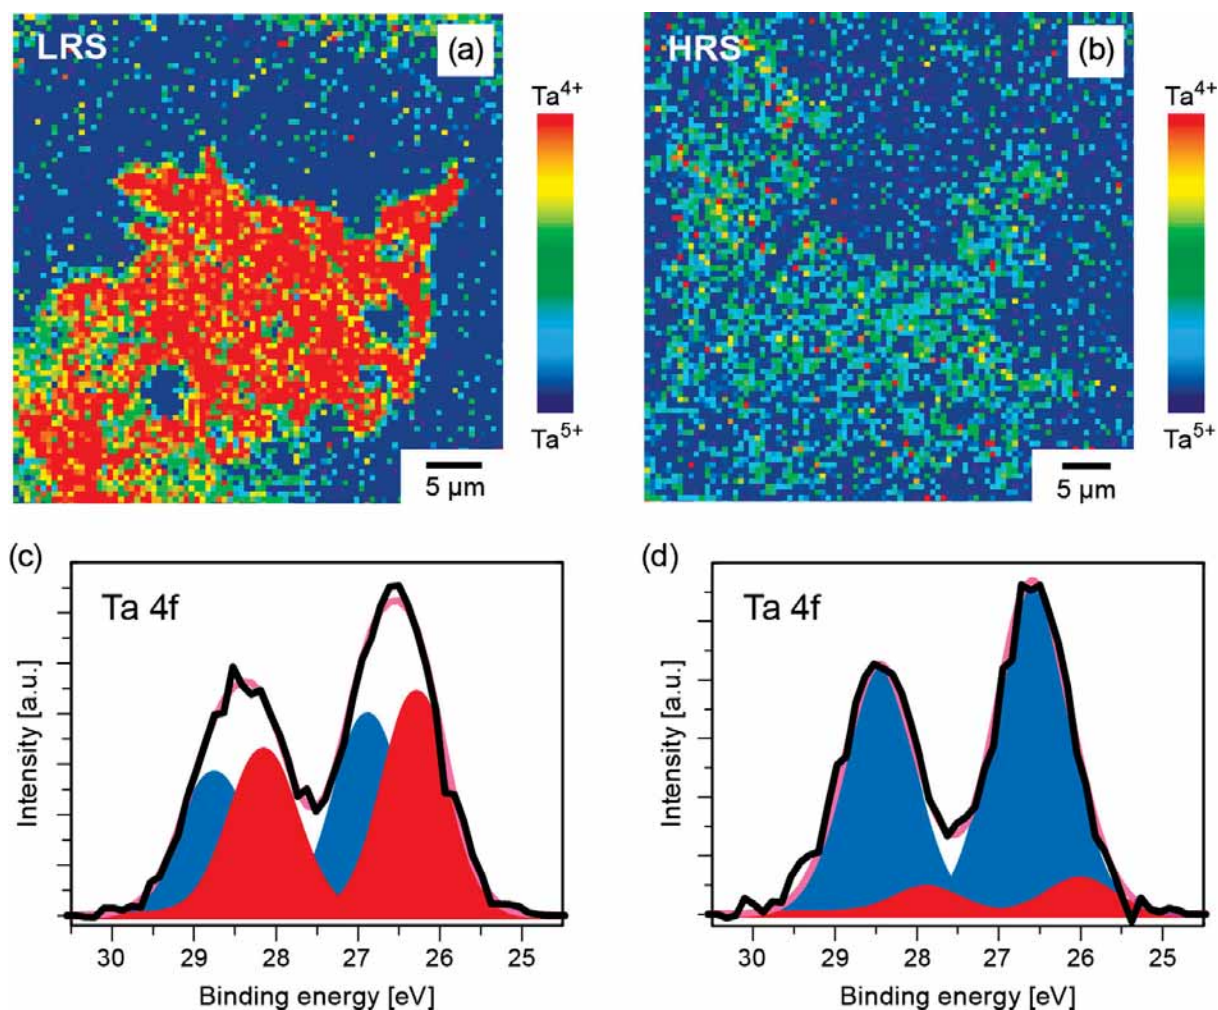 LRS
(a)
Ta4+
Ta5+
5 µm
HRS
(b)
Ta4+
Ta5+
5 µm
(c)
Ta 4f
Intensity [a.u.]
30 29 28 27 26 25
Binding energy [eV]
(d)
Ta 4f
Intensity [a.u.]
30 29 28 27 26 25
Binding energy [eV]